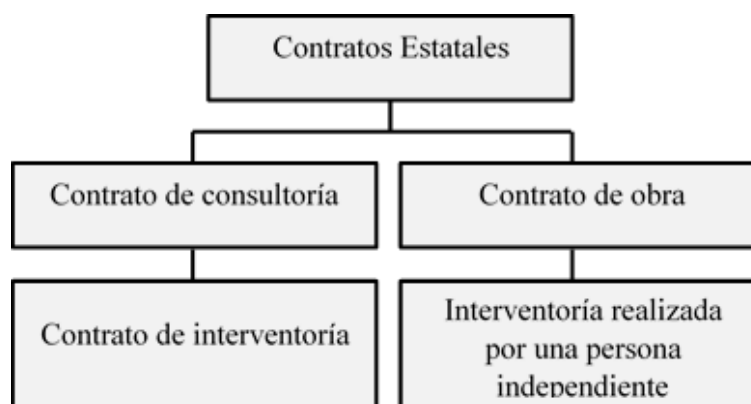 Contratos Estatales
Contrato de consultoría
Contrato de obra
Contrato de interventoría
Interventoría realizada
por una persona
independiente